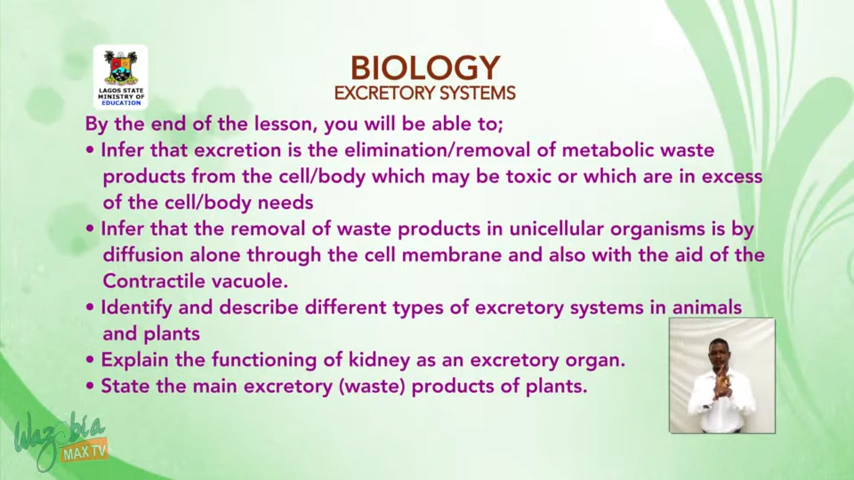 BIOLOGY
EXCRETORY SYSTEMS
LAGOS STATE
MINISTRY OF
EDUCATION
By the end of the lesson, you will be able to;
• Infer that excretion is the elimination/removal of metabolic waste
products from the cell/body which may be toxic or which are in excess
of the cell/body needs
• Infer that the removal of waste products in unicellular organisms is by
diffusion alone through the cell membrane and also with the aid of the
Contractile vacuole.
• Identify and describe different types of excretory systems in animals
and plants
• Explain the functioning of kidney as an excretory organ.
• State the main excretory (waste) products of plants.
Wazobia
MAX TV